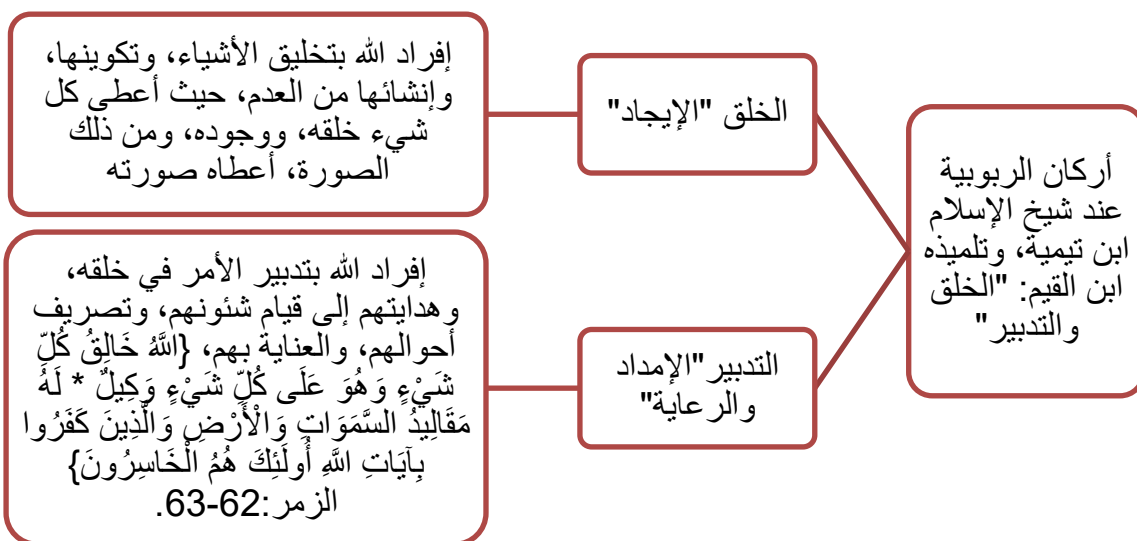 أركان الربوبية
عند شيخ الإسلام
ابن تيمية، وتلميذه
ابن القيم: "الخلق
والتدبير"
الخلق "الإيجاد"
إفراد الله بتخليق الأشياء، وتكوينها،
وإنشائها من العدم، حيث أعطى كل
شيء خلقه، ووجوده، ومن ذلك
الصورة، أعطاه صورته
التدبير"الإمداد
والرعاية"
إفراد الله بتدبير الأمر في خلقه،
وهدايتهم إلى قيام شئونهم، وتصريف
أحوالهم، والعناية بهم، {اللَّهُ خَالِقُ كُلِّ
شَيْءٍ وَهُوَ عَلَى كُلِّ شَيْءٍ وَكِيلٌ * لَهُ
مَقَالِيدُ السَّمَوَاتِ وَالْأَرْضِ وَالَّذِينَ كَفَرُوا
بِآيَاتِ اللَّهِ أُولَئِكَ هُمُ الْخَاسِرُونَ}
الزمر:62-63.